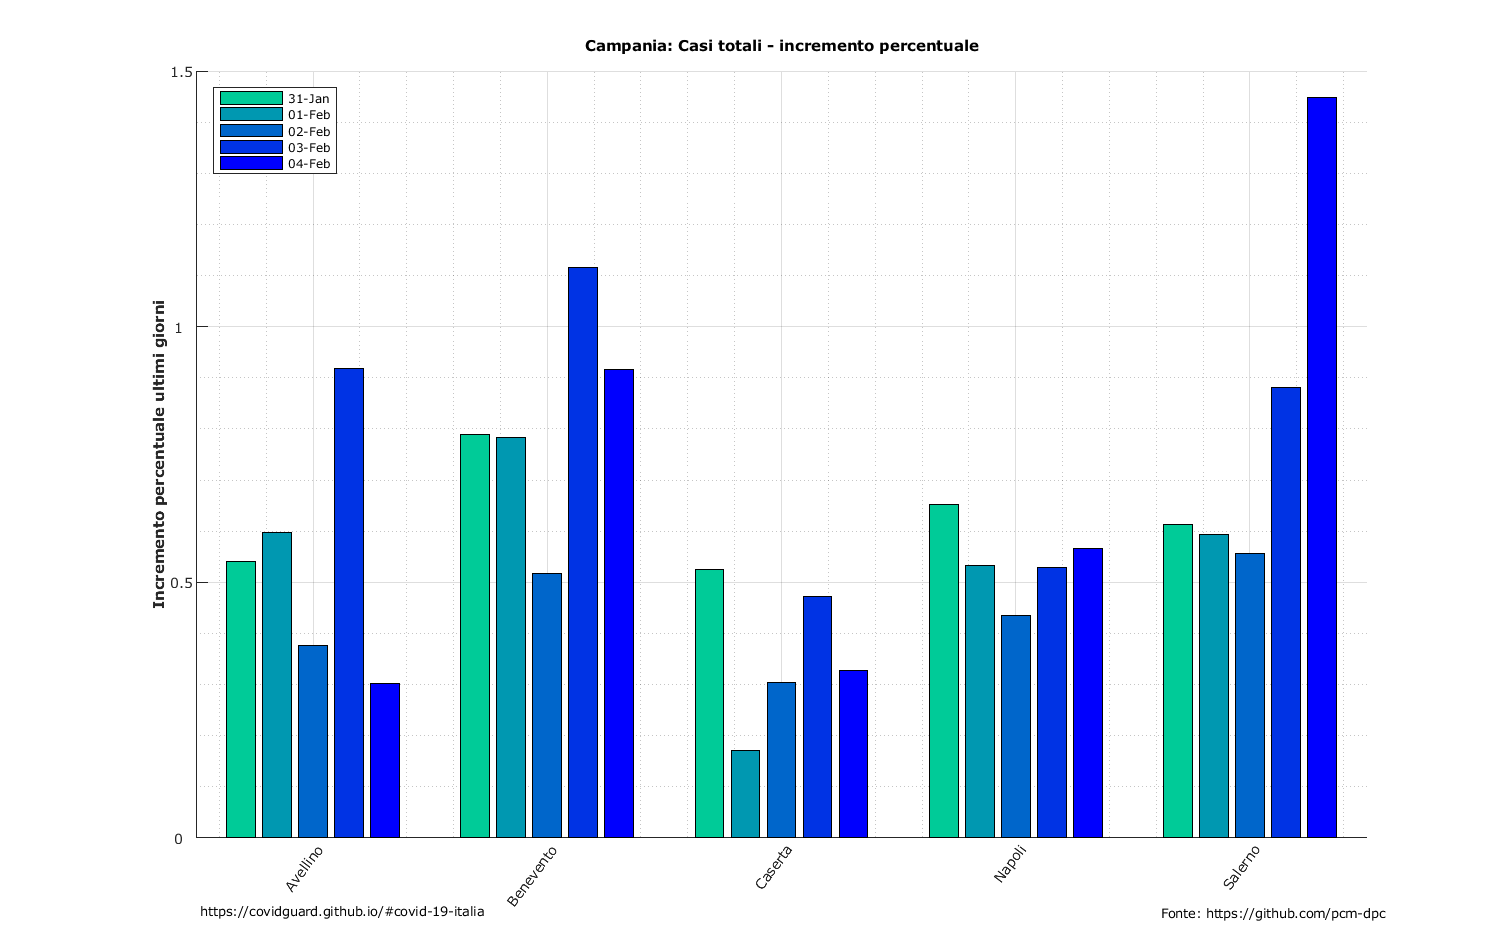 Campania: Casi totali - incremento percentuale
1.5
31-Jan
01-Feb
02-Feb
03-Feb
04-Feb
1
Incremento percentuale ultimi giorni
0.5
0
Avellino
Benevento
Caserta
Napoli
Salerno
https://covidguard.github.io/#covid-19-italia
Fonte: https://github.com/pcm-dpc